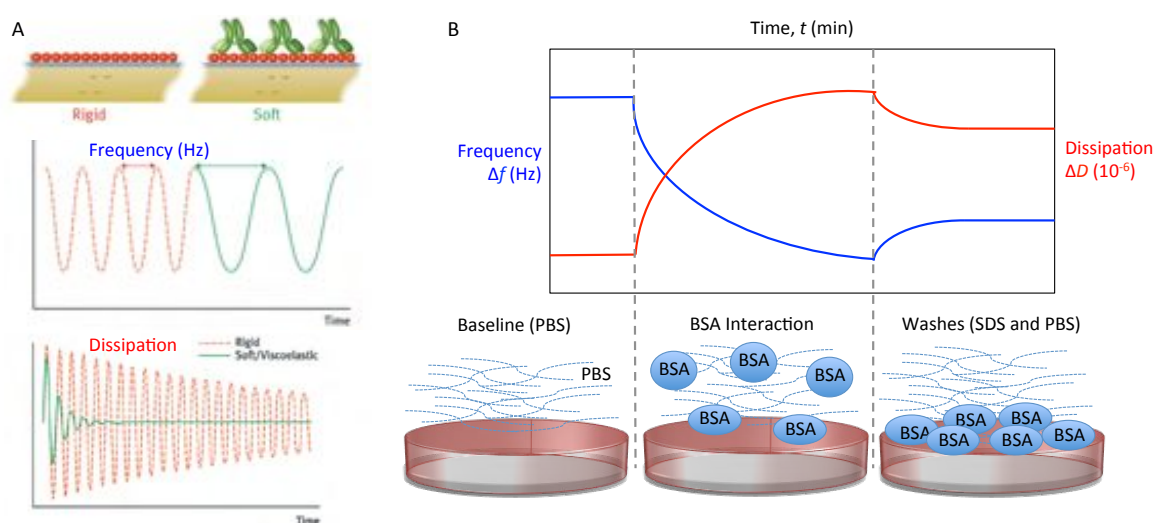 A
Rigid
Soft
Frequency (Hz)
Time
Dissipation
Rigid
Soft/Viscoelastic
Time
B
Time, t (min)
Frequency
Δf (Hz)
Dissipation
ΔD (10⁻⁶)
Baseline (PBS)
BSA Interaction
Washes (SDS and PBS)
PBS
BSA
BSA
BSA
BSA
BSA
BSA
BSA
BSA
BSA
BSA
BSA